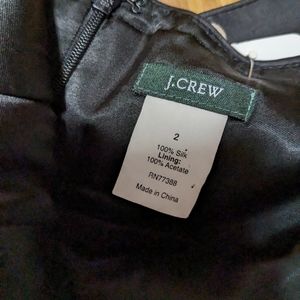 J.CREW
2
100% Silk
Lining:
100% Acetate
RN77388
Made in China